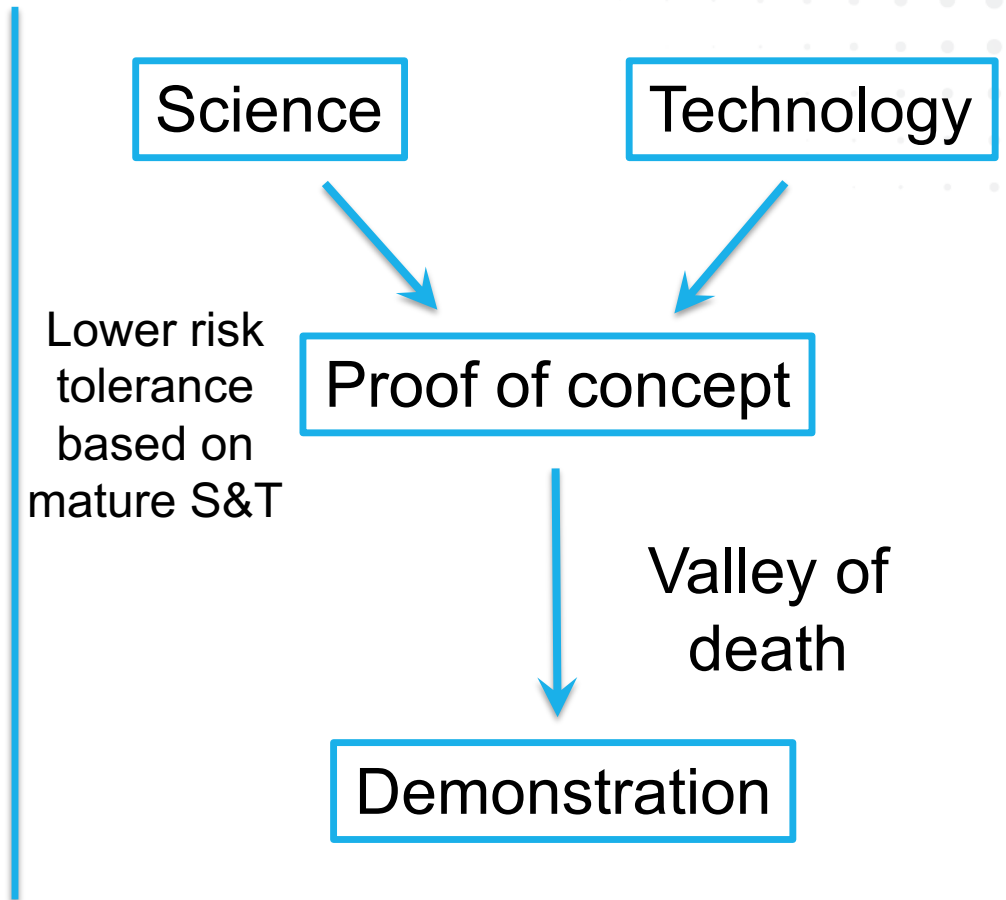 Science
Technology
Lower risk
tolerance
based on
mature S&T
Proof of concept
Valley of
death
Demonstration